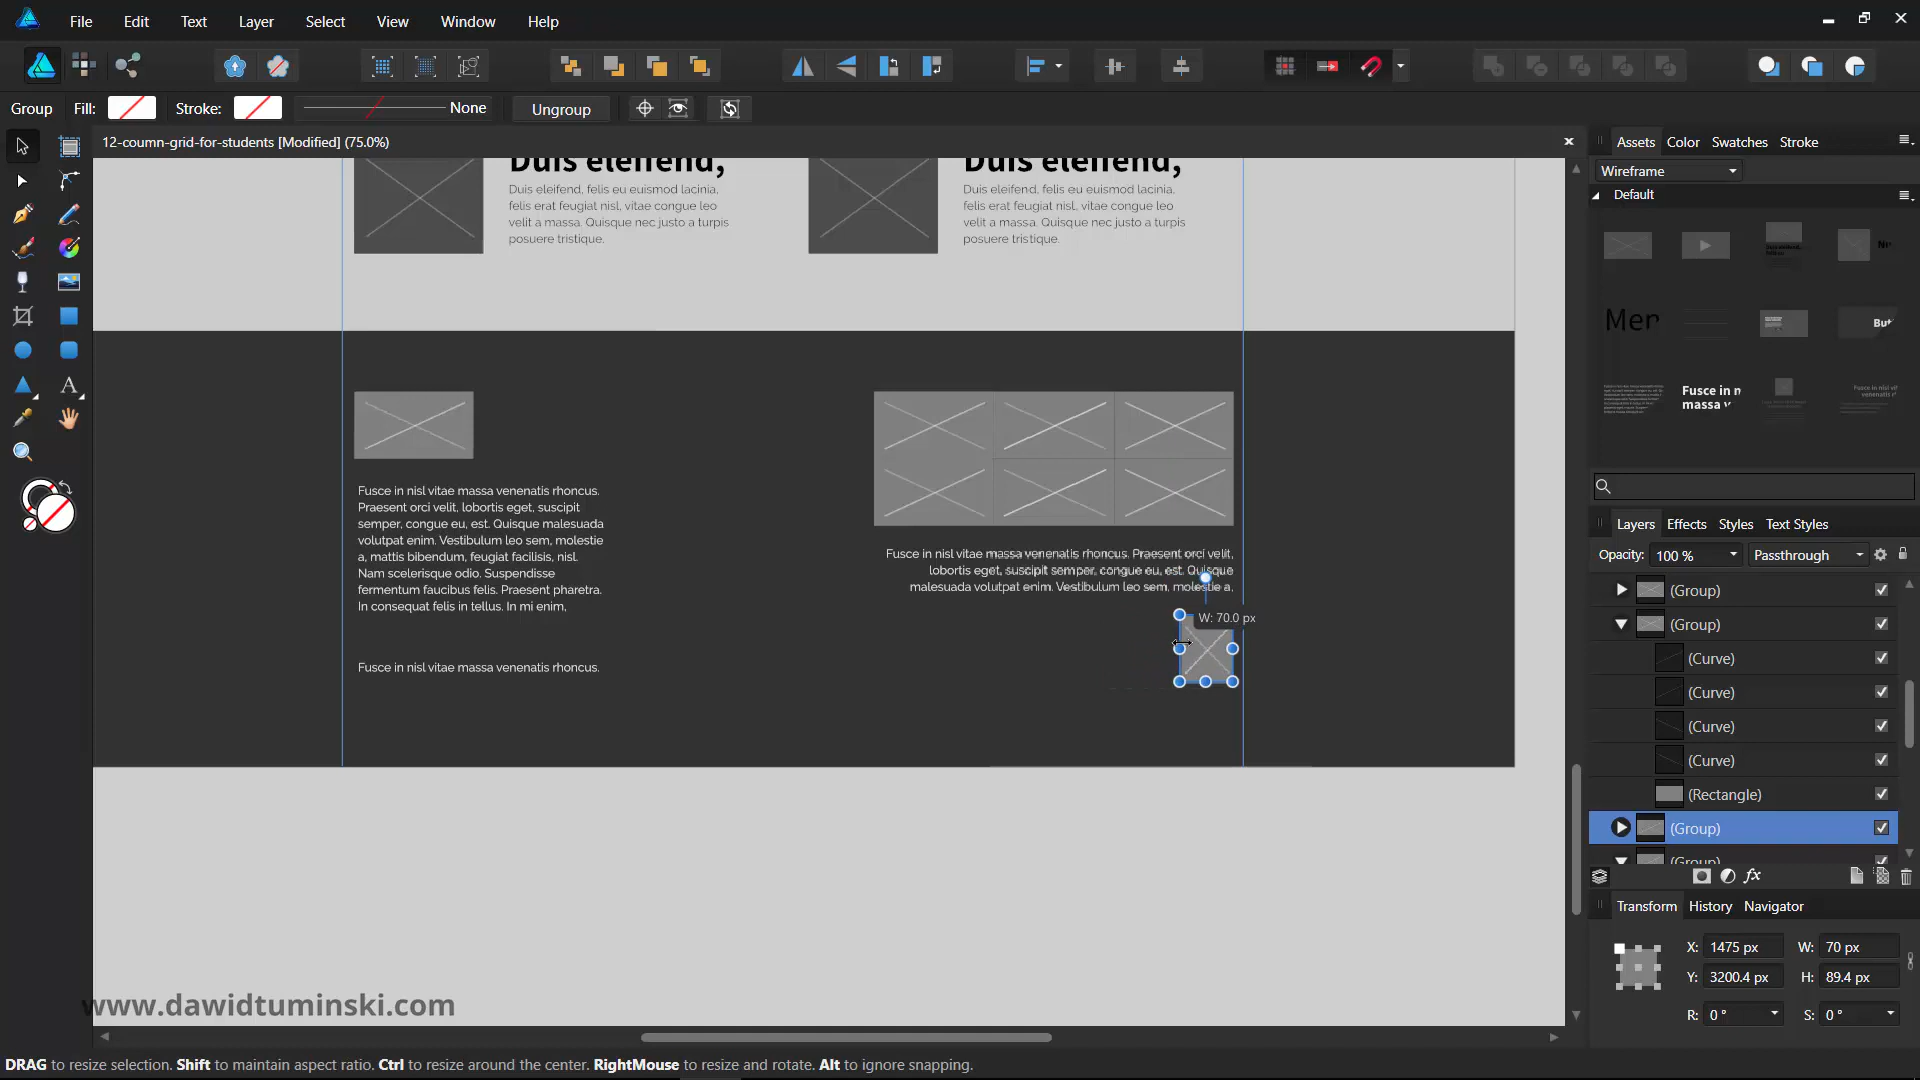 File Edit Text Layer Select View Window Help
Group Fill: Stroke: None Ungroup
12-coumn-grid-for-students [Modified] (75.0%)
Duis eleifend,
Duis eleifend, felis eu euismod lacinia,
felis erat feugiat nisl, vitae congue leo
velit a massa. Quisque nec justo a turpis
posuere tristique.
Duis eleifend,
Duis eleifend, felis eu euismod lacinia,
felis erat feugiat nisl, vitae congue leo
velit a massa. Quisque nec justo a turpis
posuere tristique.
Fusce in nisl vitae massa venenatis rhoncus.
Praesent orci velit, lobortis eget, suscipit
semper, congue eu, est. Quisque malesuada
volutpat enim. Vestibulum leo sem, molestie
a, mattis bibendum, feugiat facilisis, nisl.
Nam scelerisque odio. Suspendisse
fermentum faucibus felis. Praesent pharetra.
In consequat felis in tellus. In mi enim,
Fusce in nisl vitae massa venenatis rhoncus.
Fusce in nisl vitae massa venenatis rhoncus. Praesent orci velit,
lobortis eget, suscipit semper, congue eu, est. Quisque
malesuada volutpat enim. Vestibulum leo sem, molestie a,
W: 70.0 px
www.dawidtuminski.com
Assets Color Swatches Stroke
Wireframe
Default
Men
But
Fusce in n
massa v
Layers Effects Styles Text Styles
Opacity: 100 % Passthrough
(Group)
(Group)
(Curve)
(Curve)
(Curve)
(Curve)
(Rectangle)
(Group)
(Group)
fx
Transform History Navigator
X: 1475 px W: 70 px
Y: 3200.4 px H: 89.4 px
R: 0 ° S: 0 °
DRAG to resize selection. Shift to maintain aspect ratio. Ctrl to resize around the center. RightMouse to resize and rotate. Alt to ignore snapping.